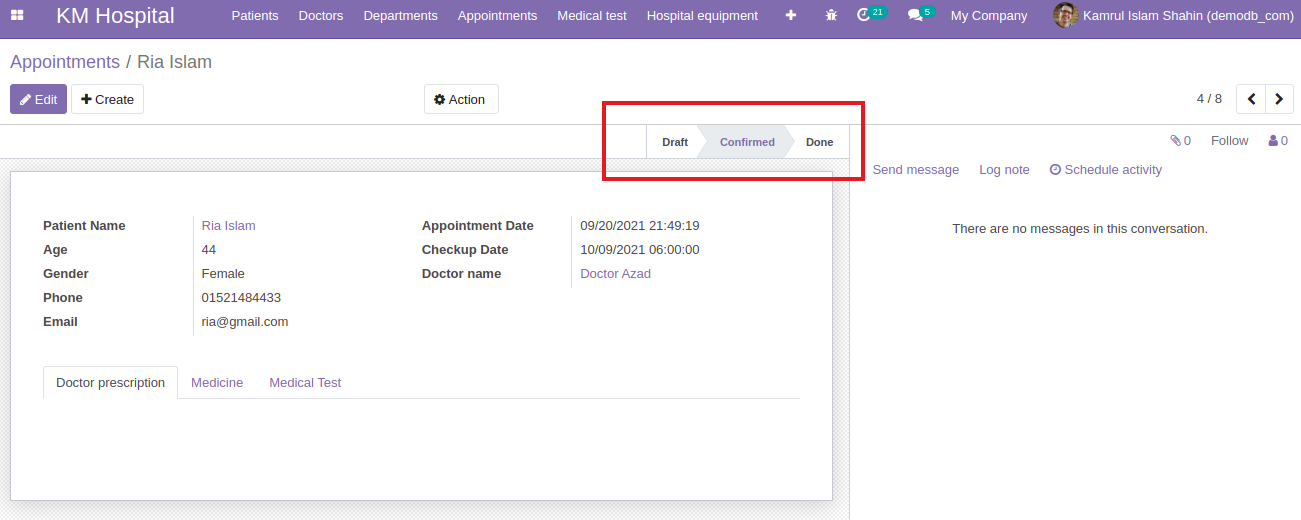 KM Hospital Patients Doctors Departments Appointments Medical test Hospital equipment 21 5 My Company Kamrul Islam Shahin (demodb_com)
Appointments / Ria Islam
Edit Create Action 4 / 8
Draft Confirmed Done 0 Follow 0
Send message Log note Schedule activity
Patient Name Ria Islam Appointment Date 09/20/2021 21:49:19
There are no messages in this conversation.
Age 44 Checkup Date 10/09/2021 06:00:00
Gender Female Doctor name Doctor Azad
Phone 01521484433
Email ria@gmail.com
Doctor prescription Medicine Medical Test